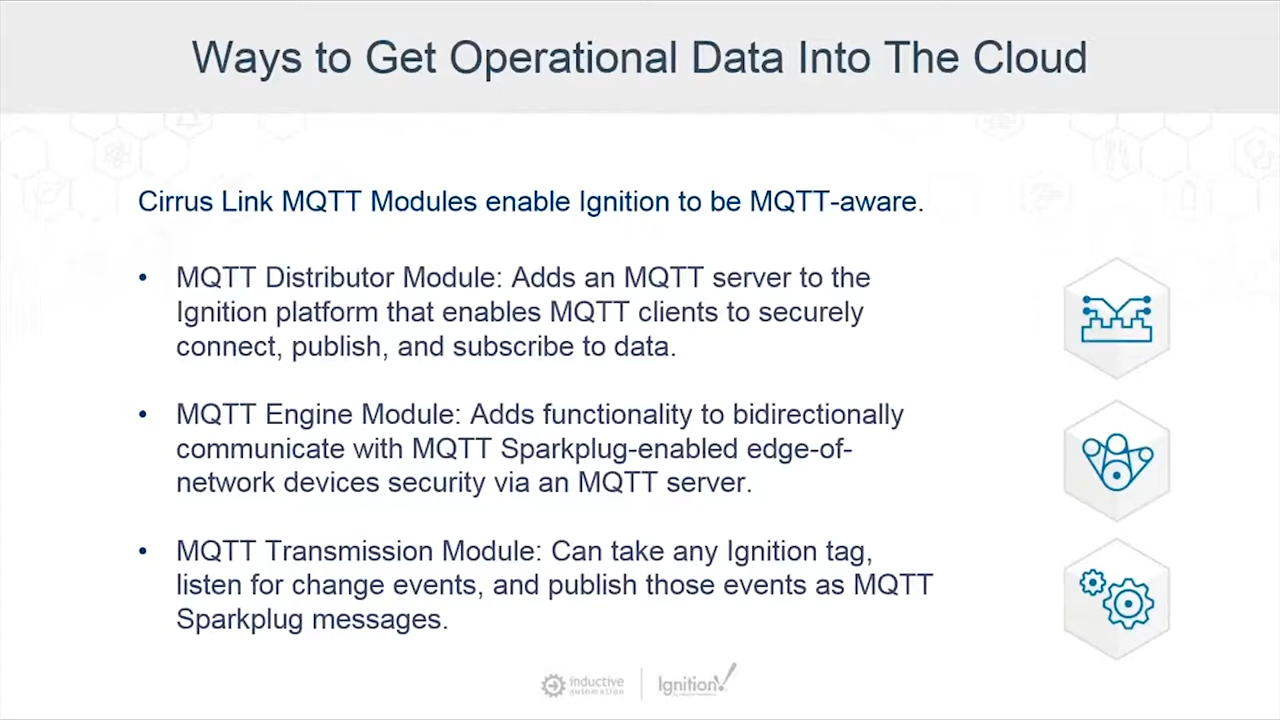 Ways to Get Operational Data Into The Cloud
Cirrus Link MQTT Modules enable Ignition to be MQTT-aware.
• MQTT Distributor Module: Adds an MQTT server to the
Ignition platform that enables MQTT clients to securely
connect, publish, and subscribe to data.
• MQTT Engine Module: Adds functionality to bidirectionally
communicate with MQTT Sparkplug-enabled edge-of-
network devices security via an MQTT server.
• MQTT Transmission Module: Can take any Ignition tag,
listen for change events, and publish those events as MQTT
Sparkplug messages.
inductive
automation
Ignition!